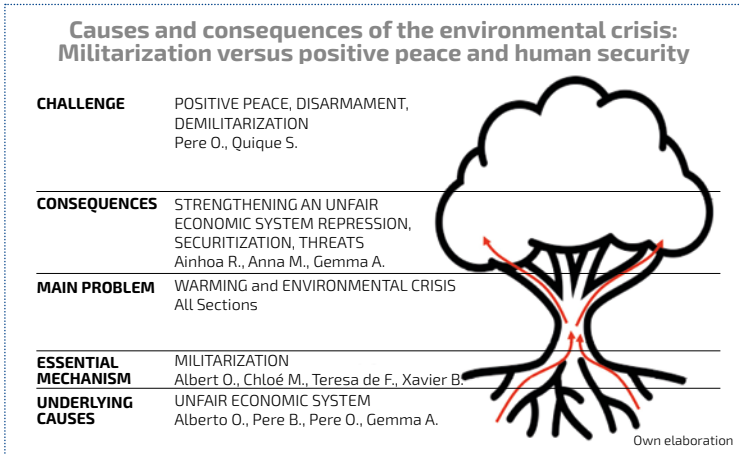 Causes and consequences of the environmental crisis:
Militarization versus positive peace and human security
CHALLENGE
POSITIVE PEACE, DISARMAMENT,
DEMILITARIZATION
Pere O., Quique S.
CONSEQUENCES
STRENGTHENING AN UNFAIR
ECONOMIC SYSTEM REPRESSION,
SECURITIZATION, THREATS
Ainhoa R., Anna M., Gemma A.
MAIN PROBLEM
WARMING and ENVIRONMENTAL CRISIS
All Sections
ESSENTIAL
MECHANISM
MILITARIZATION
Albert O., Chloé M., Teresa de F., Xavier B.
UNDERLYING
CAUSES
UNFAIR ECONOMIC SYSTEM
Alberto O., Pere B., Pere O., Gemma A.
Own elaboration